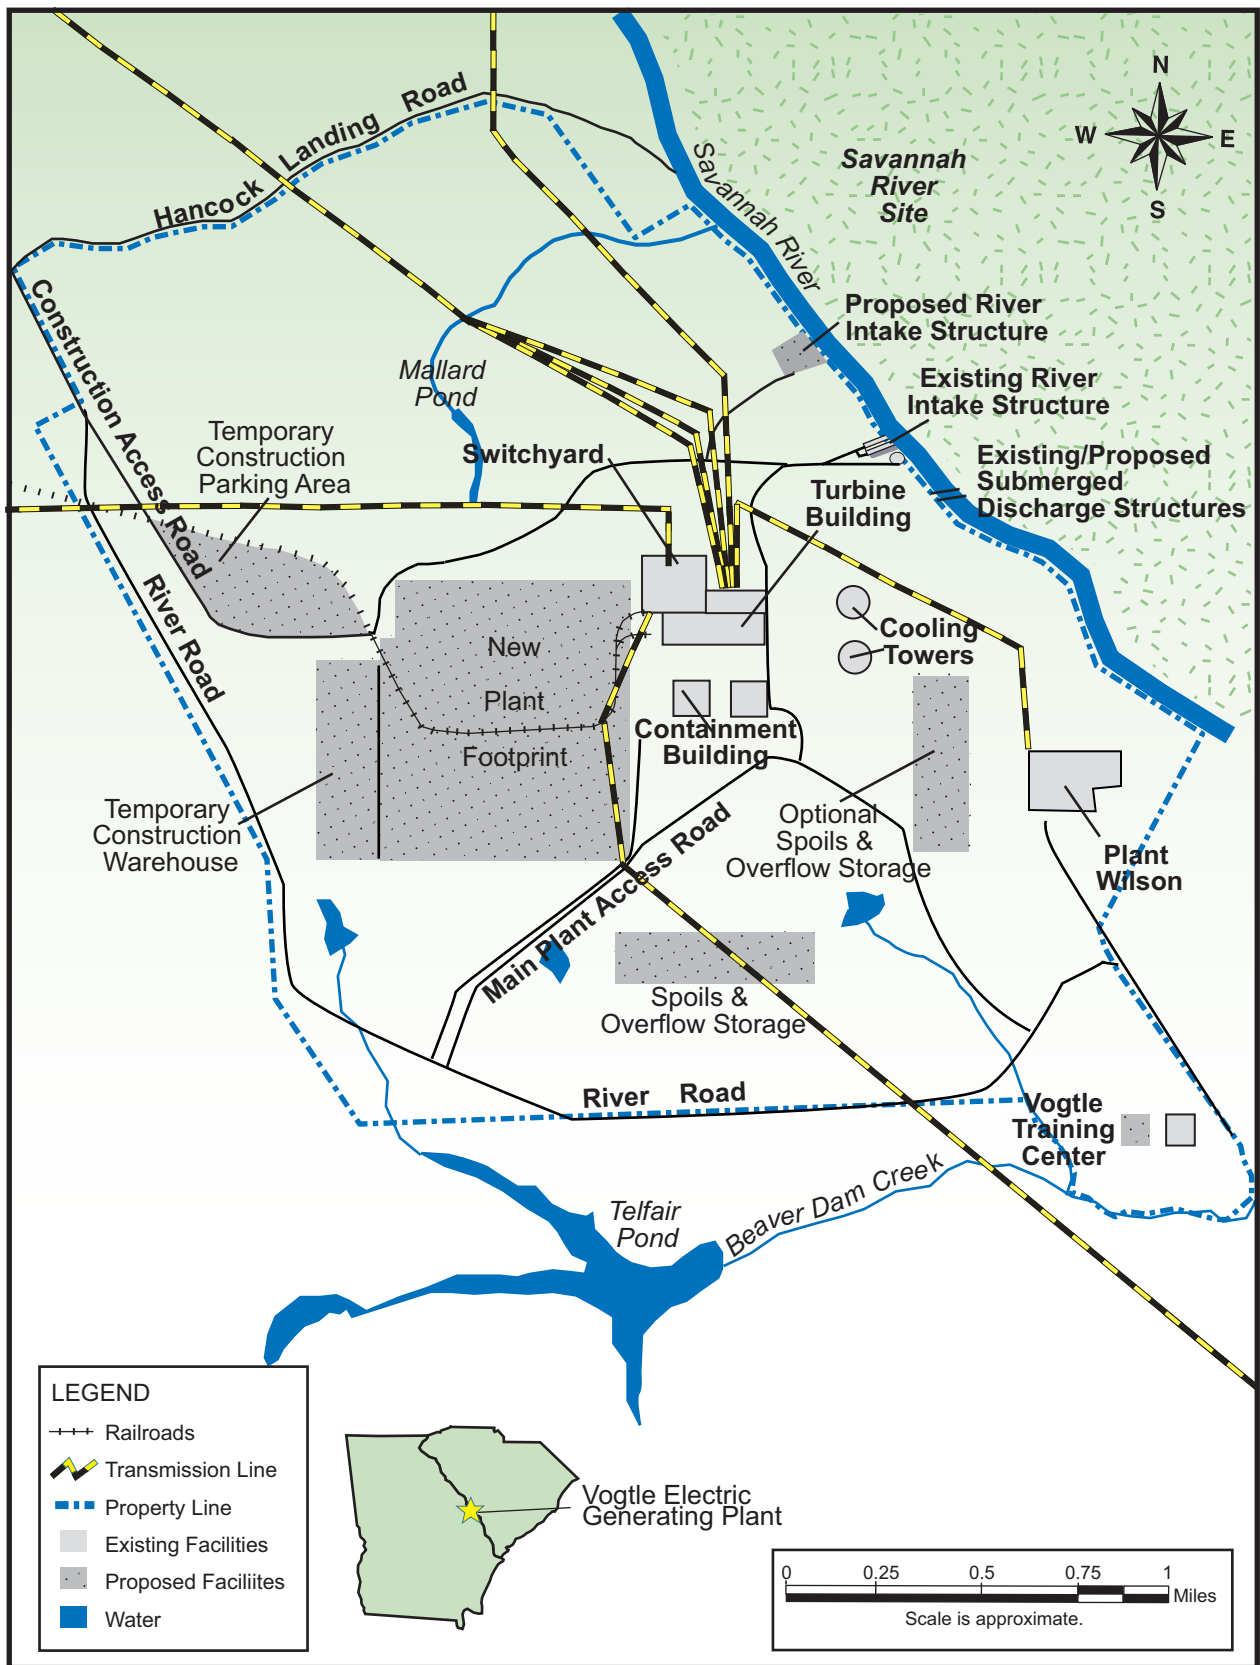 N
W E
S
Hancock Landing Road
Savannah River
Savannah
River
Site
Construction Access Road
Proposed River
Intake Structure
Mallard
Pond
Existing River
Intake Structure
Temporary
Construction
Parking Area
Switchyard
Existing/Proposed
Submerged
Discharge Structures
Turbine
Building
River Road
Cooling
Towers
New
Plant
Footprint
Containment
Building
Temporary
Construction
Warehouse
Optional
Spoils &
Overflow Storage
Plant
Wilson
Main Plant Access Road
Spoils &
Overflow Storage
River Road
Vogtle
Training
Center
Telfair
Pond
Beaver Dam Creek
LEGEND
Railroads
Transmission Line
Property Line
Existing Facilities
Proposed Faciliites
Water
Vogtle Electric
Generating Plant
0 0.25 0.5 0.75 1
Miles
Scale is approximate.